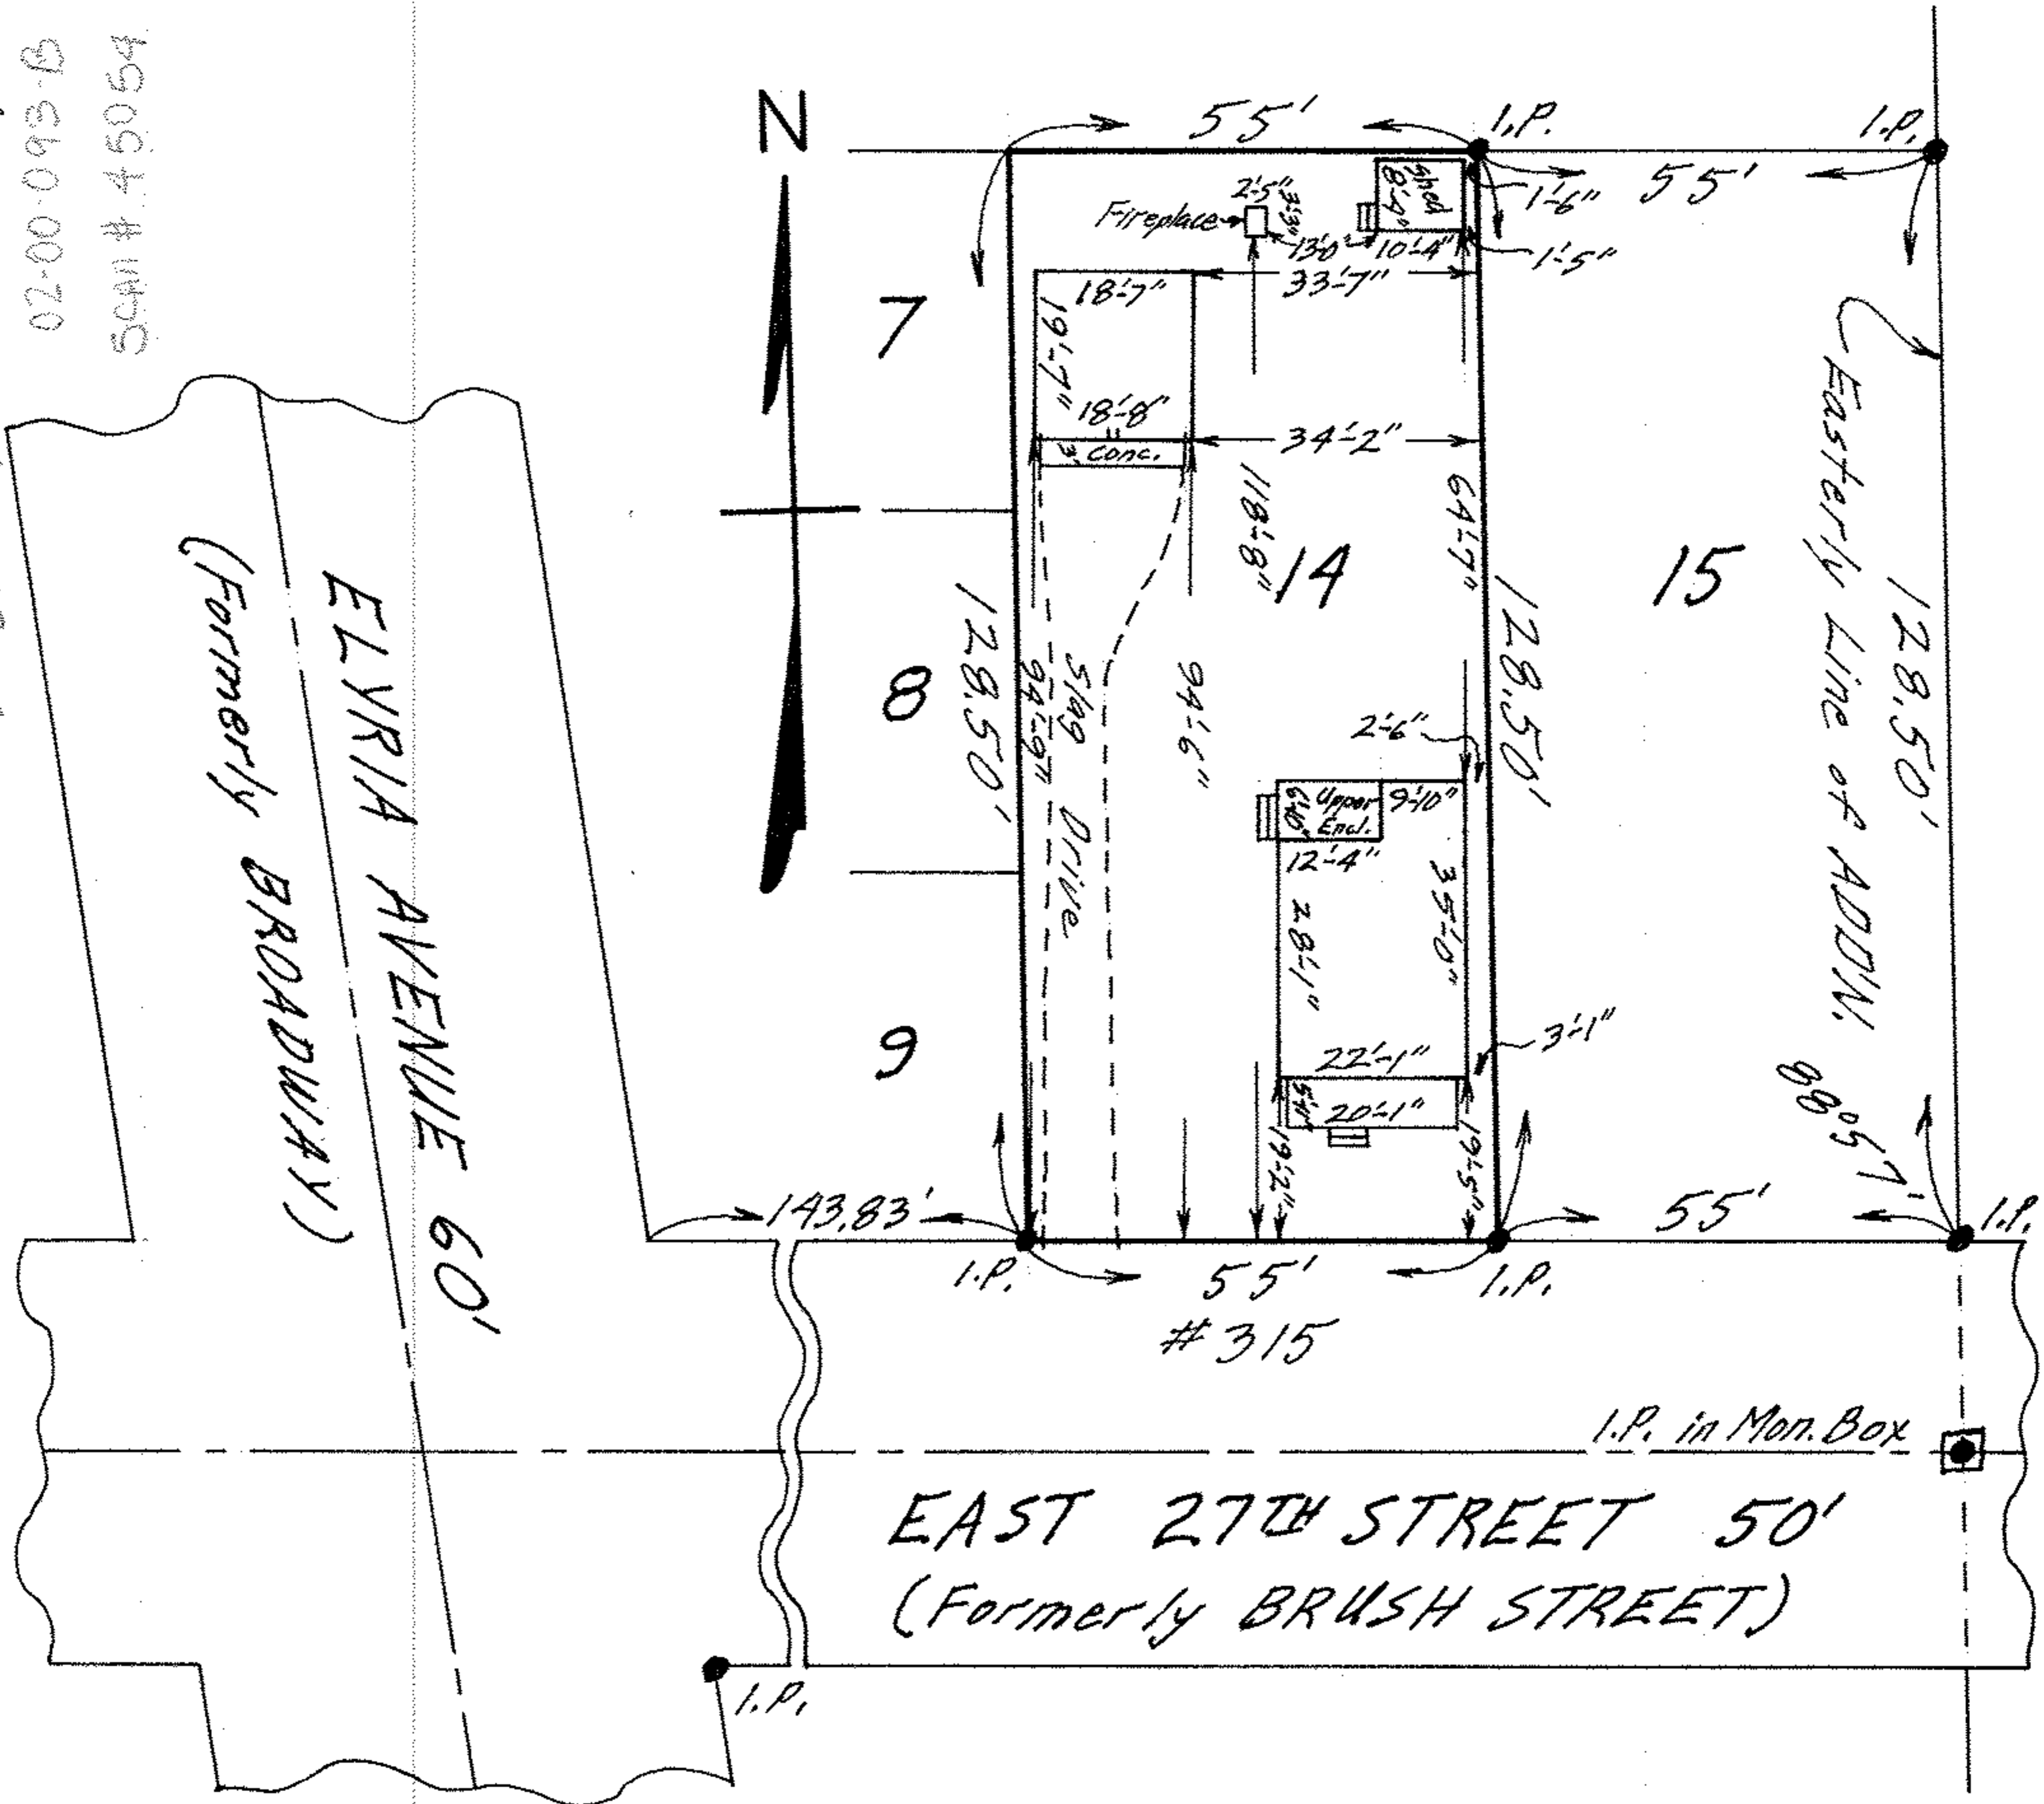 02-00-093-B
Scan # 45054
N
55'
I.P.
I.P.
55'
Shed
8'-4"
1'-6"
2'-5"
3'-3"
Fireplace
13'-0"
10'-4"
1'-5"
33'-7"
18'-7"
7
19'-7"
18'-8"
3' Conc.
34'-2"
118'-8"
64'-7"
14
15
Easterly Line of ADD'N.
128.50'
128.50'
128.50'
8
Slag Drive
94'-9"
94'-6"
2'-6"
Upper
Encl.
6'-10"
9'-10"
12'-4"
35'-0"
28'-1"
9
22'-1"
3'-1"
20'-1"
19'-2"
19'-5"
ELYRIA AVENUE 60'
(Formerly BROADWAY)
143.83'
55'
I.P.
I.P.
55'
I.P.
#315
I.P. in Mon. Box
EAST 27TH STREET 50'
(Formerly BRUSH STREET)
I.P.